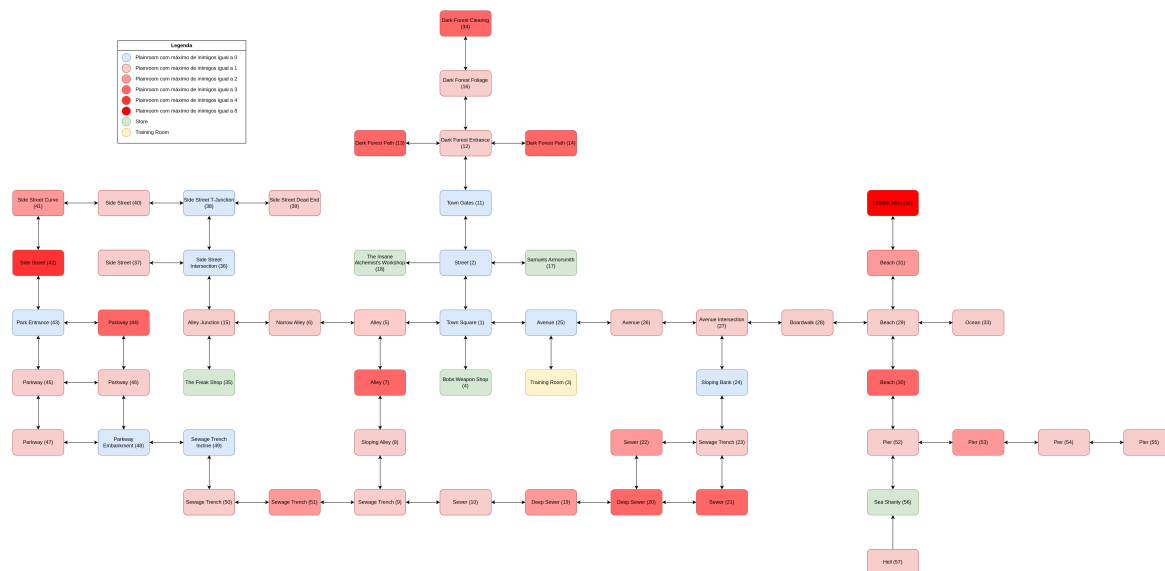 Dark Forest Clearing
(34)
Legenda
Plainroom com máximo de inimigos igual a 0
Plainroom com máximo de inimigos igual a 1
Plainroom com máximo de inimigos igual a 2
Plainroom com máximo de inimigos igual a 3
Plainroom com máximo de inimigos igual a 4
Plainroom com máximo de inimigos igual a 8
Store
Training Room
Dark Forest Foliage
(16)
Dark Forest Path (13)
Dark Forest Entrance
(12)
Dark Forest Path (14)
Side Street Curve
(41)
Side Street (40)
Side Street T-Junction
(38)
Side Street Dead End
(39)
Town Gates (11)
Lobster Nest (32)
Side Street (42)
Side Street (37)
Side Street
Intersection (36)
The Insane
Alchemist's Workshop
(18)
Street (2)
Samuels Armorsmith
(17)
Beach (31)
Park Entrance (43)
Parkway (44)
Alley Junction (15)
Narrow Alley (6)
Alley (5)
Town Square (1)
Avenue (25)
Avenue (26)
Avenue Intersection
(27)
Boardwalk (28)
Beach (29)
Ocean (33)
Parkway (45)
Parkway (46)
The Freak Shop (35)
Alley (7)
Bobs Weapon Shop
(4)
Training Room (3)
Sloping Bank (24)
Beach (30)
Parkway (47)
Parkway
Embankment (48)
Sewage Trench
Incline (49)
Sloping Alley (8)
Sewer (22)
Sewage Trench (23)
Pier (52)
Pier (53)
Pier (54)
Pier (55)
Sewage Trench (50)
Sewage Trench (51)
Sewage Trench (9)
Sewer (10)
Deep Sewer (19)
Deep Sewer (20)
Sewer (21)
Sea Shanty (56)
Hell (57)